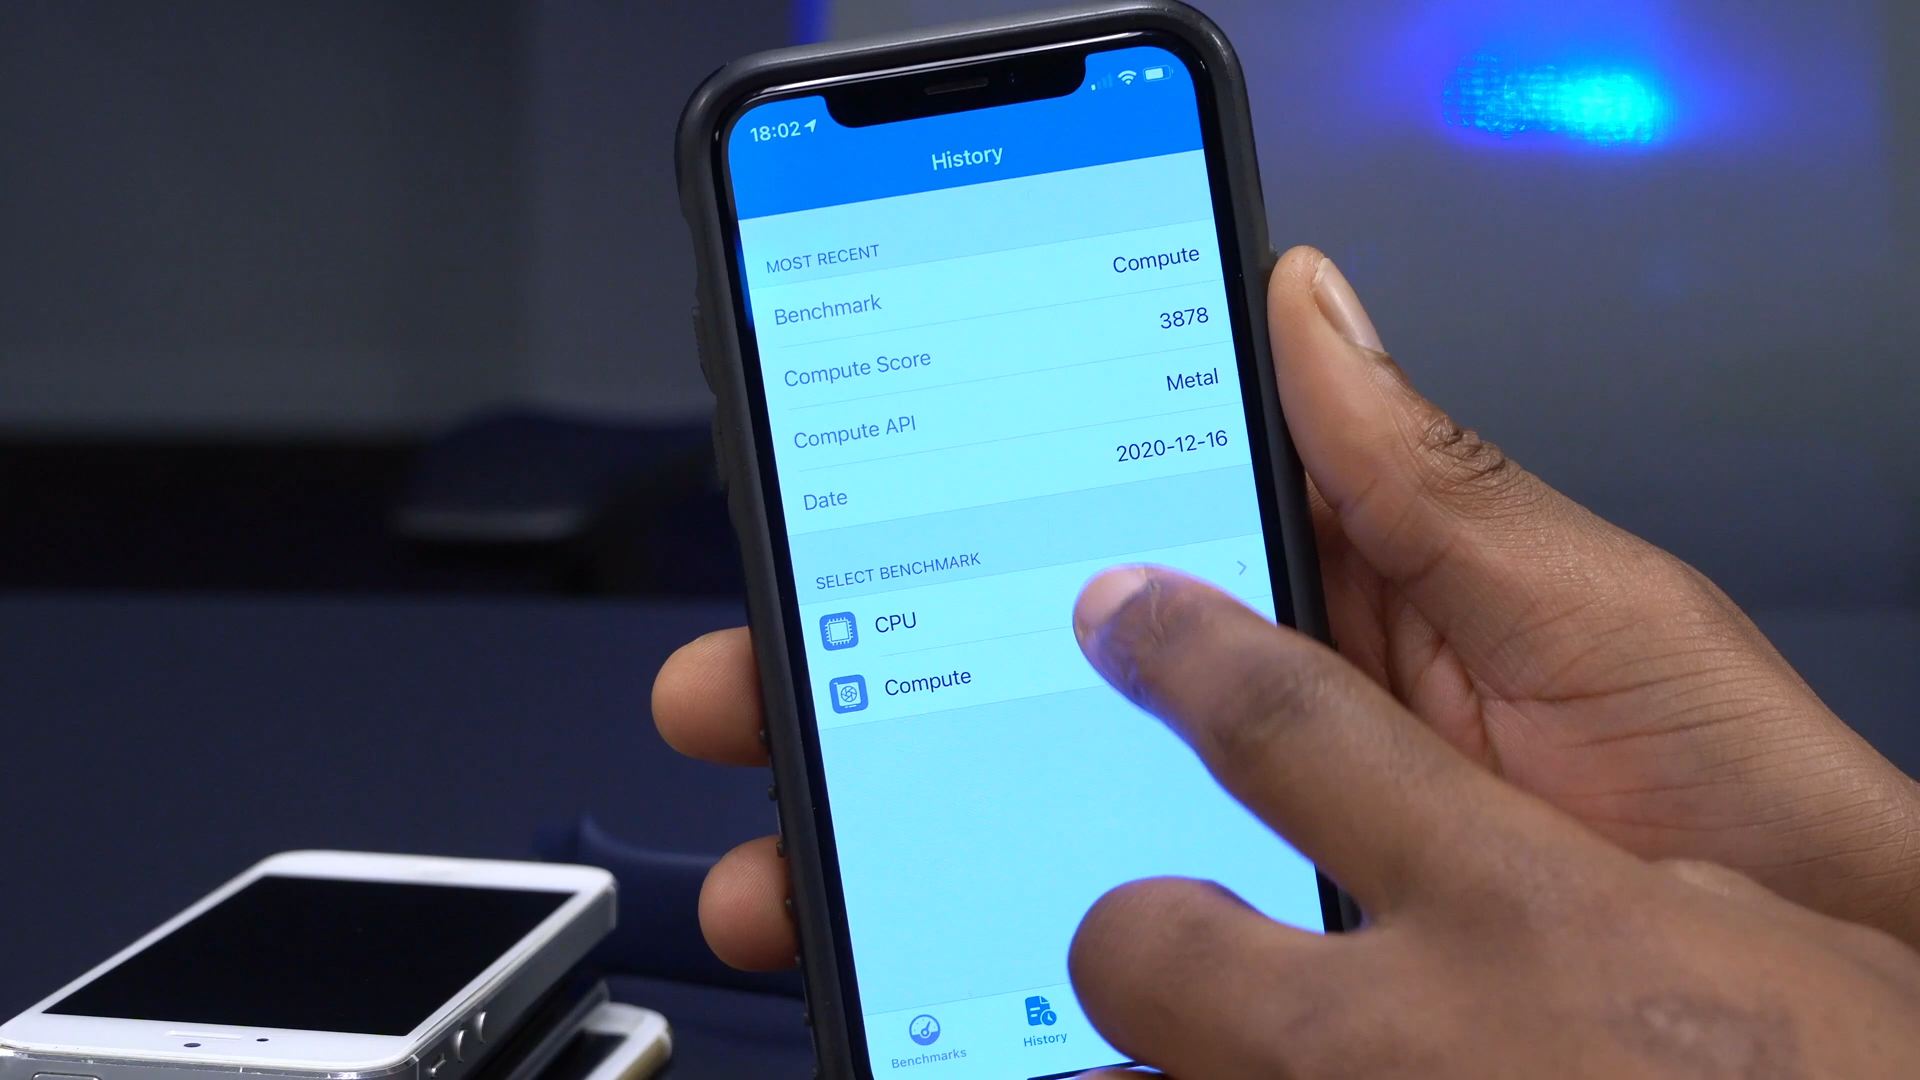 18:02
History
MOST RECENT
Benchmark Compute
Compute Score 3878
Compute API Metal
Date 2020-12-16
SELECT BENCHMARK
CPU
Compute
Benchmarks History